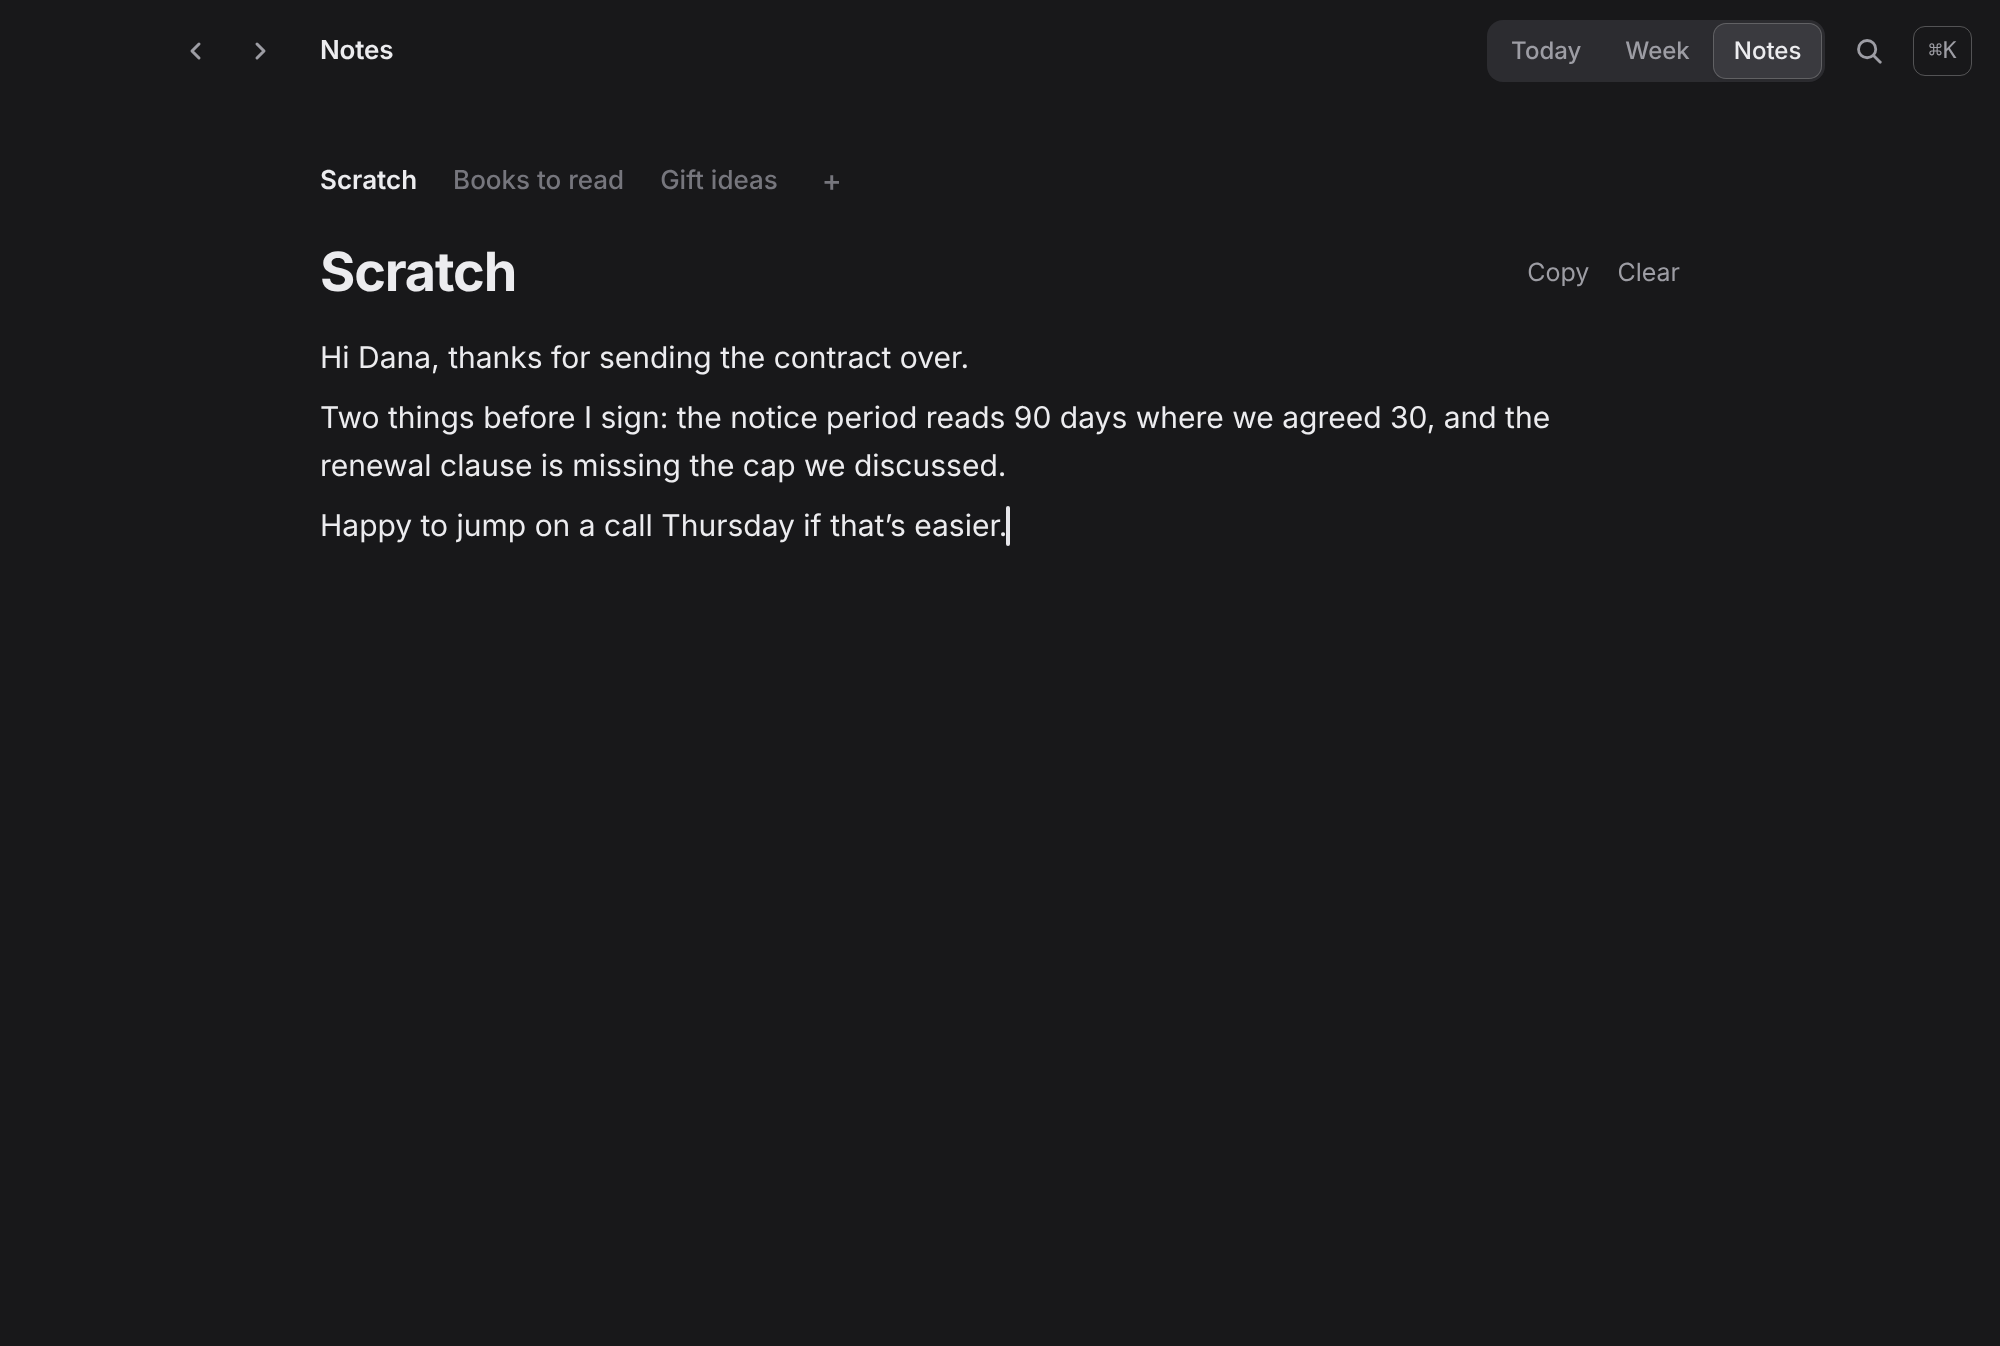 Notes
Today Week Notes ⌘K
Scratch Books to read Gift ideas +
Scratch
Copy Clear
Hi Dana, thanks for sending the contract over.
Two things before I sign: the notice period reads 90 days where we agreed 30, and the
renewal clause is missing the cap we discussed.
Happy to jump on a call Thursday if that’s easier.